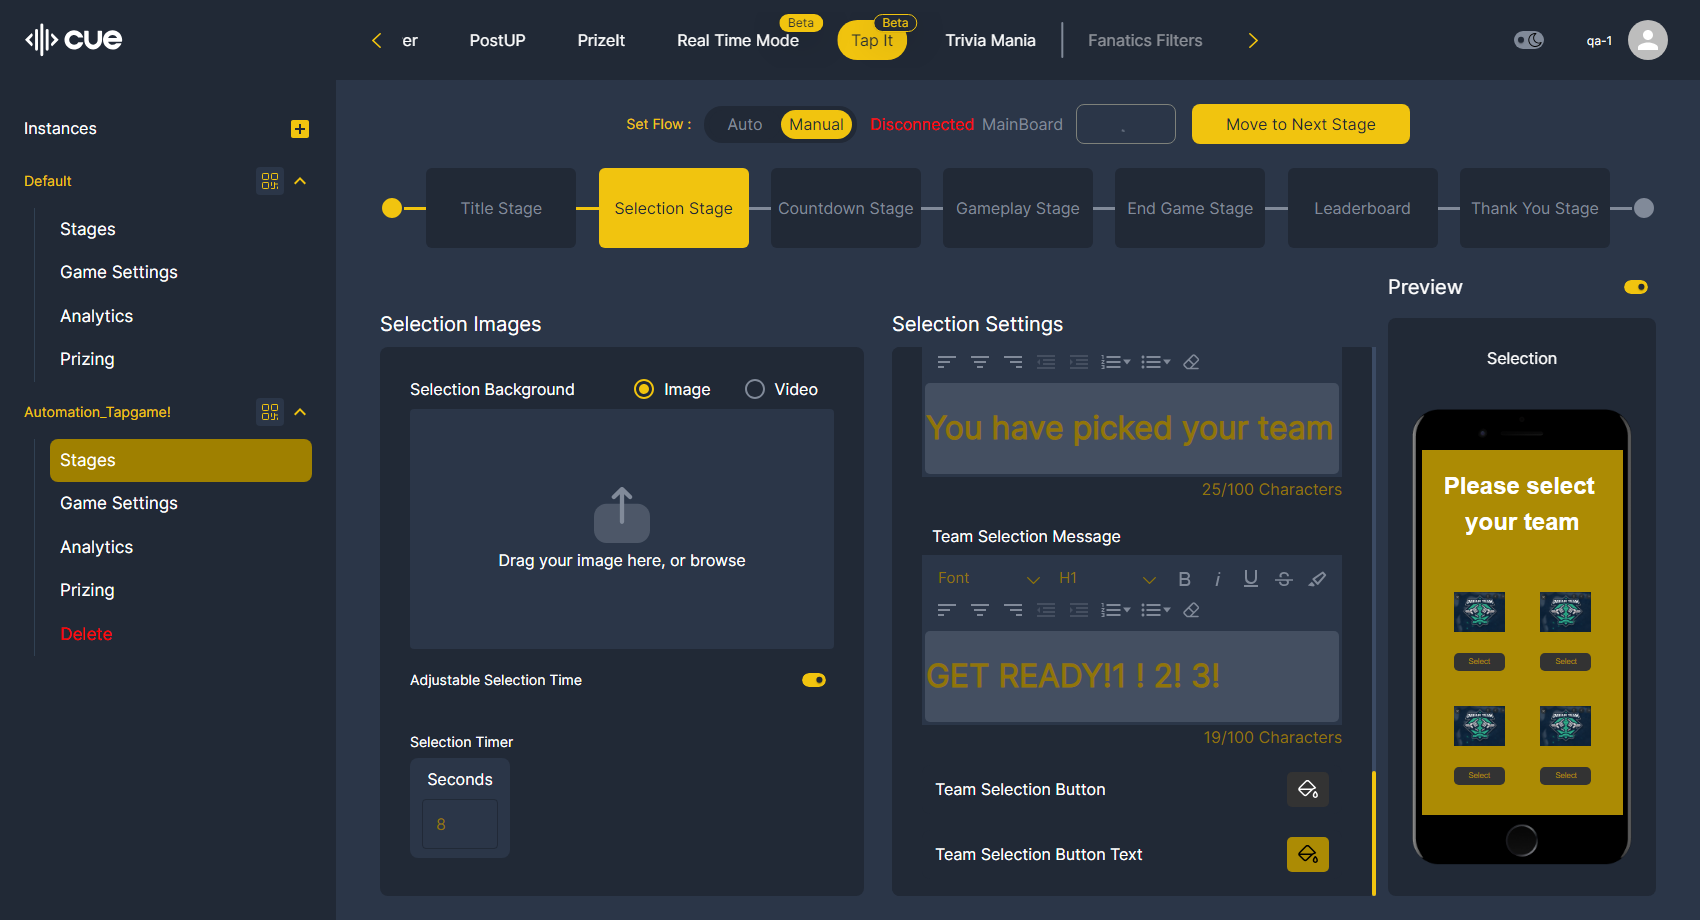 cue
er
PostUP
PrizeIt
Real Time Mode
Beta
Tap It
Beta
Trivia Mania
Fanatics Filters
qa-1
Instances
Default
Stages
Game Settings
Analytics
Prizing
Automation_Tapgame!
Stages
Game Settings
Analytics
Prizing
Delete
Set Flow :
Auto
Manual
Disconnected MainBoard
.
Move to Next Stage
Title Stage
Selection Stage
Countdown Stage
Gameplay Stage
End Game Stage
Leaderboard
Thank You Stage
Selection Images
Selection Background
Image
Video
Drag your image here, or browse
Adjustable Selection Time
Selection Timer
Seconds
8
Selection Settings
You have picked your team
25/100 Characters
Team Selection Message
Font
H1
B
i
U
S
GET READY!1 ! 2! 3!
19/100 Characters
Team Selection Button
Team Selection Button Text
Preview
Selection
Please select
your team
Select
Select
Select
Select